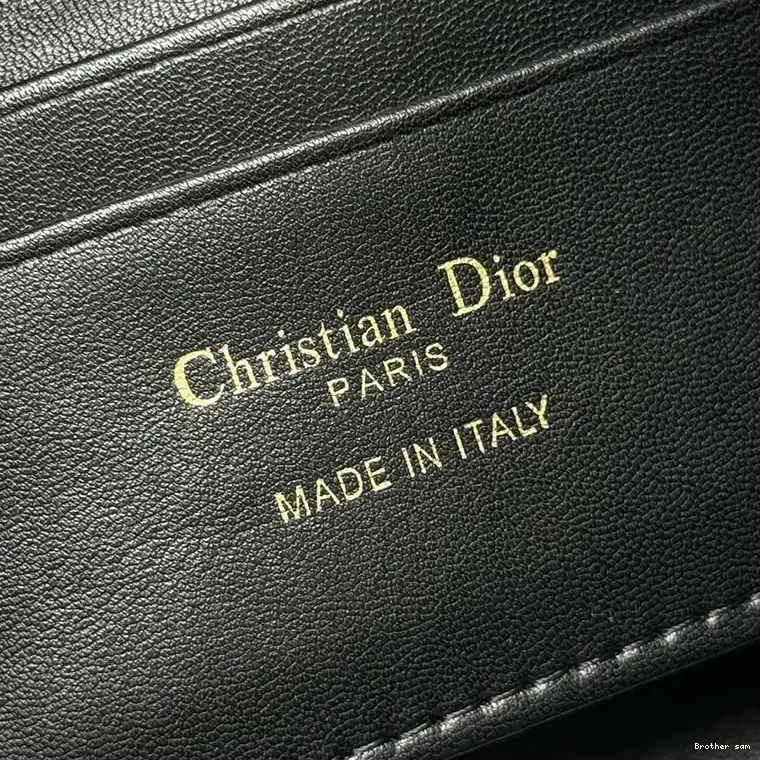 Christian Dior
PARIS
MADE IN ITALY
Brother sam